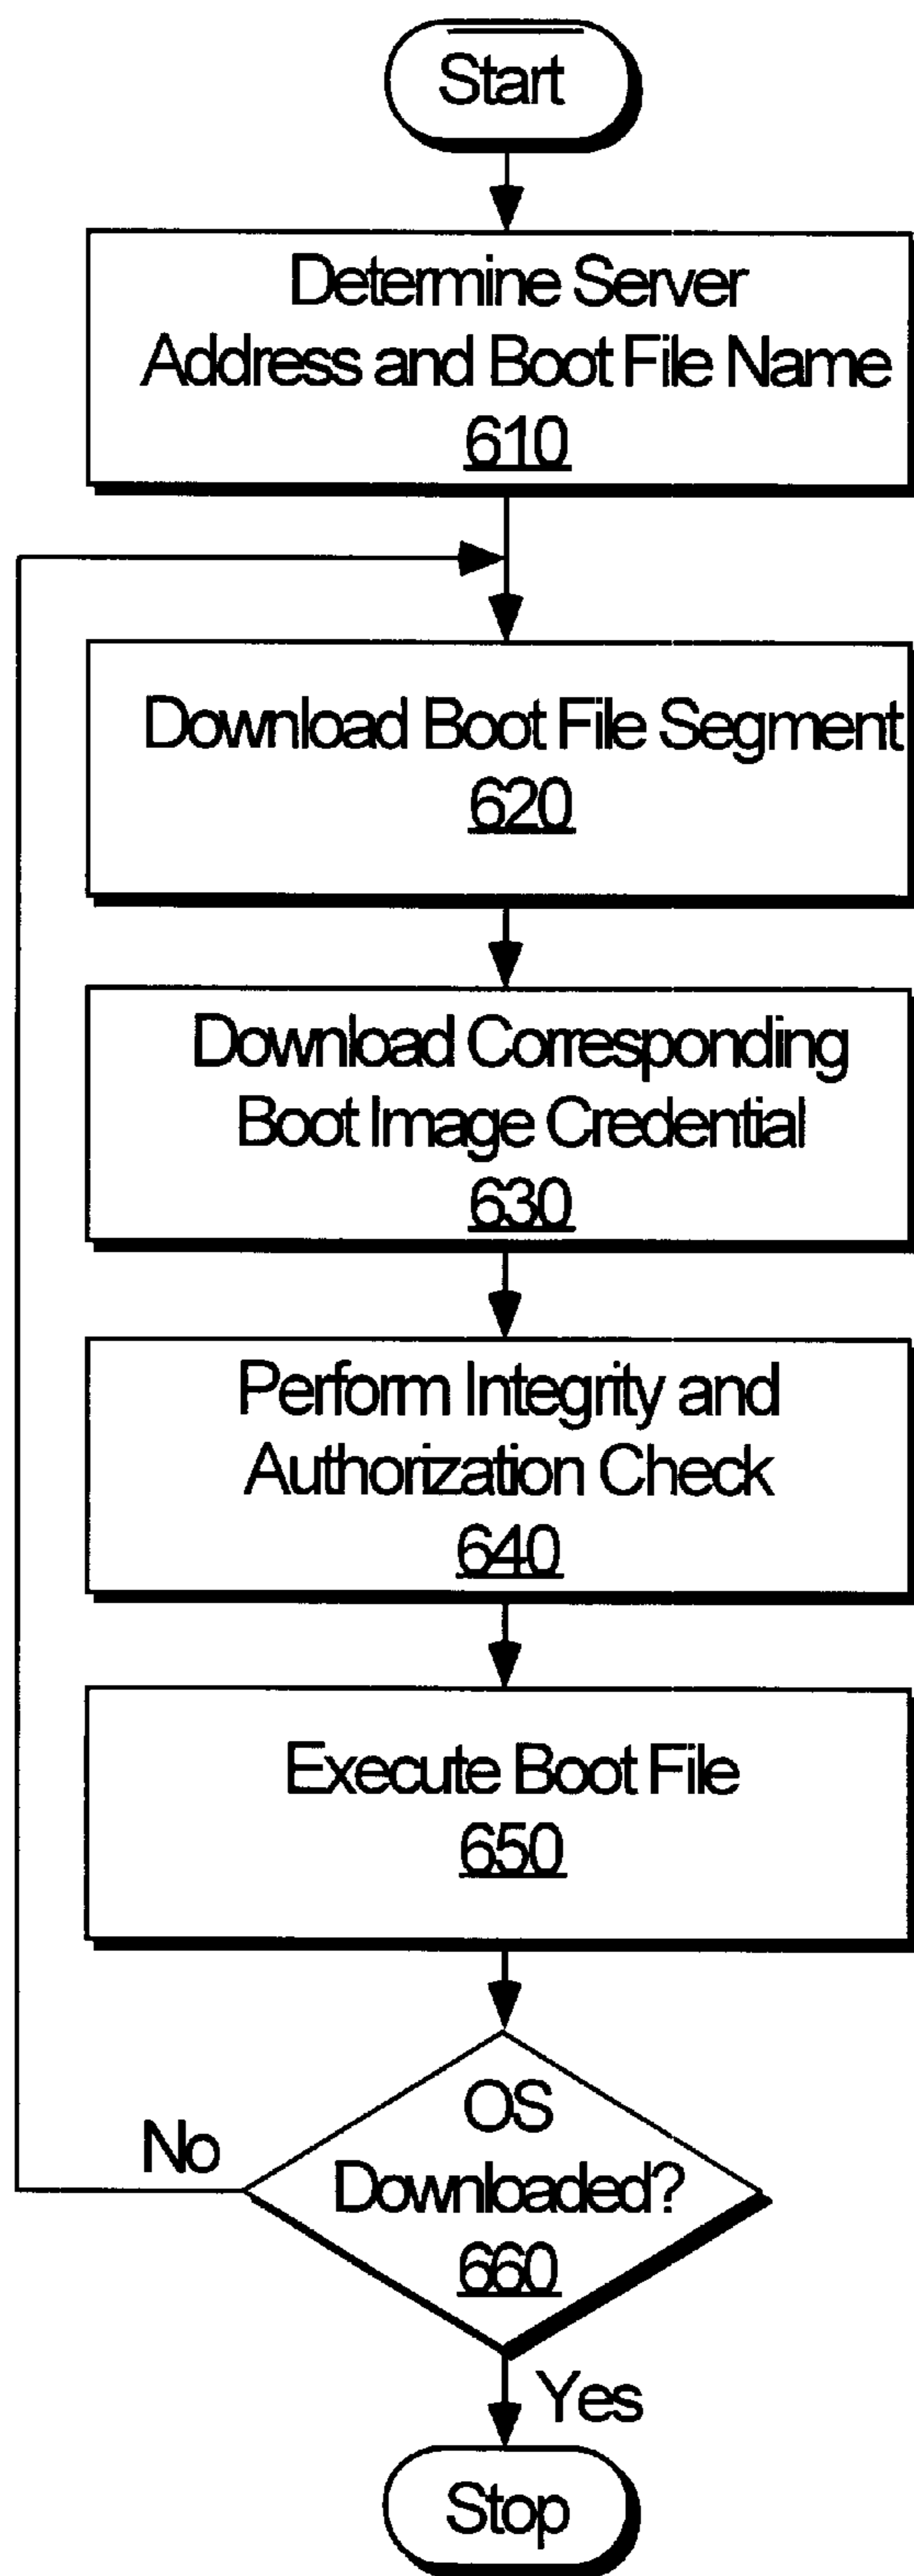 Start
Determine Server
Address and Boot File Name
610
Download Boot File Segment
620
Download Corresponding
Boot Image Credential
630
Perform Integrity and
Authorization Check
640
Execute Boot File
650
OS
Downloaded?
660
No
Yes
Stop